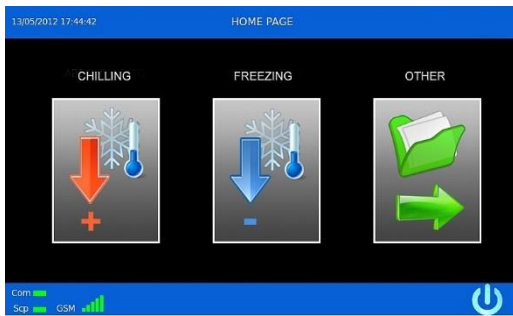 13/05/2012 17:44:42
HOME PAGE
CHILLING
FREEZING
OTHER
+
-
Com
Scp
GSM